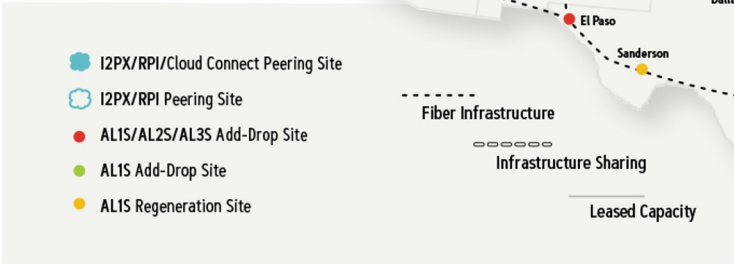 El Paso
Sanderson
I2PX/RPI/Cloud Connect Peering Site
I2PX/RPI Peering Site
AL1S/AL2S/AL3S Add-Drop Site
AL1S Add-Drop Site
AL1S Regeneration Site
Fiber Infrastructure
Infrastructure Sharing
Leased Capacity